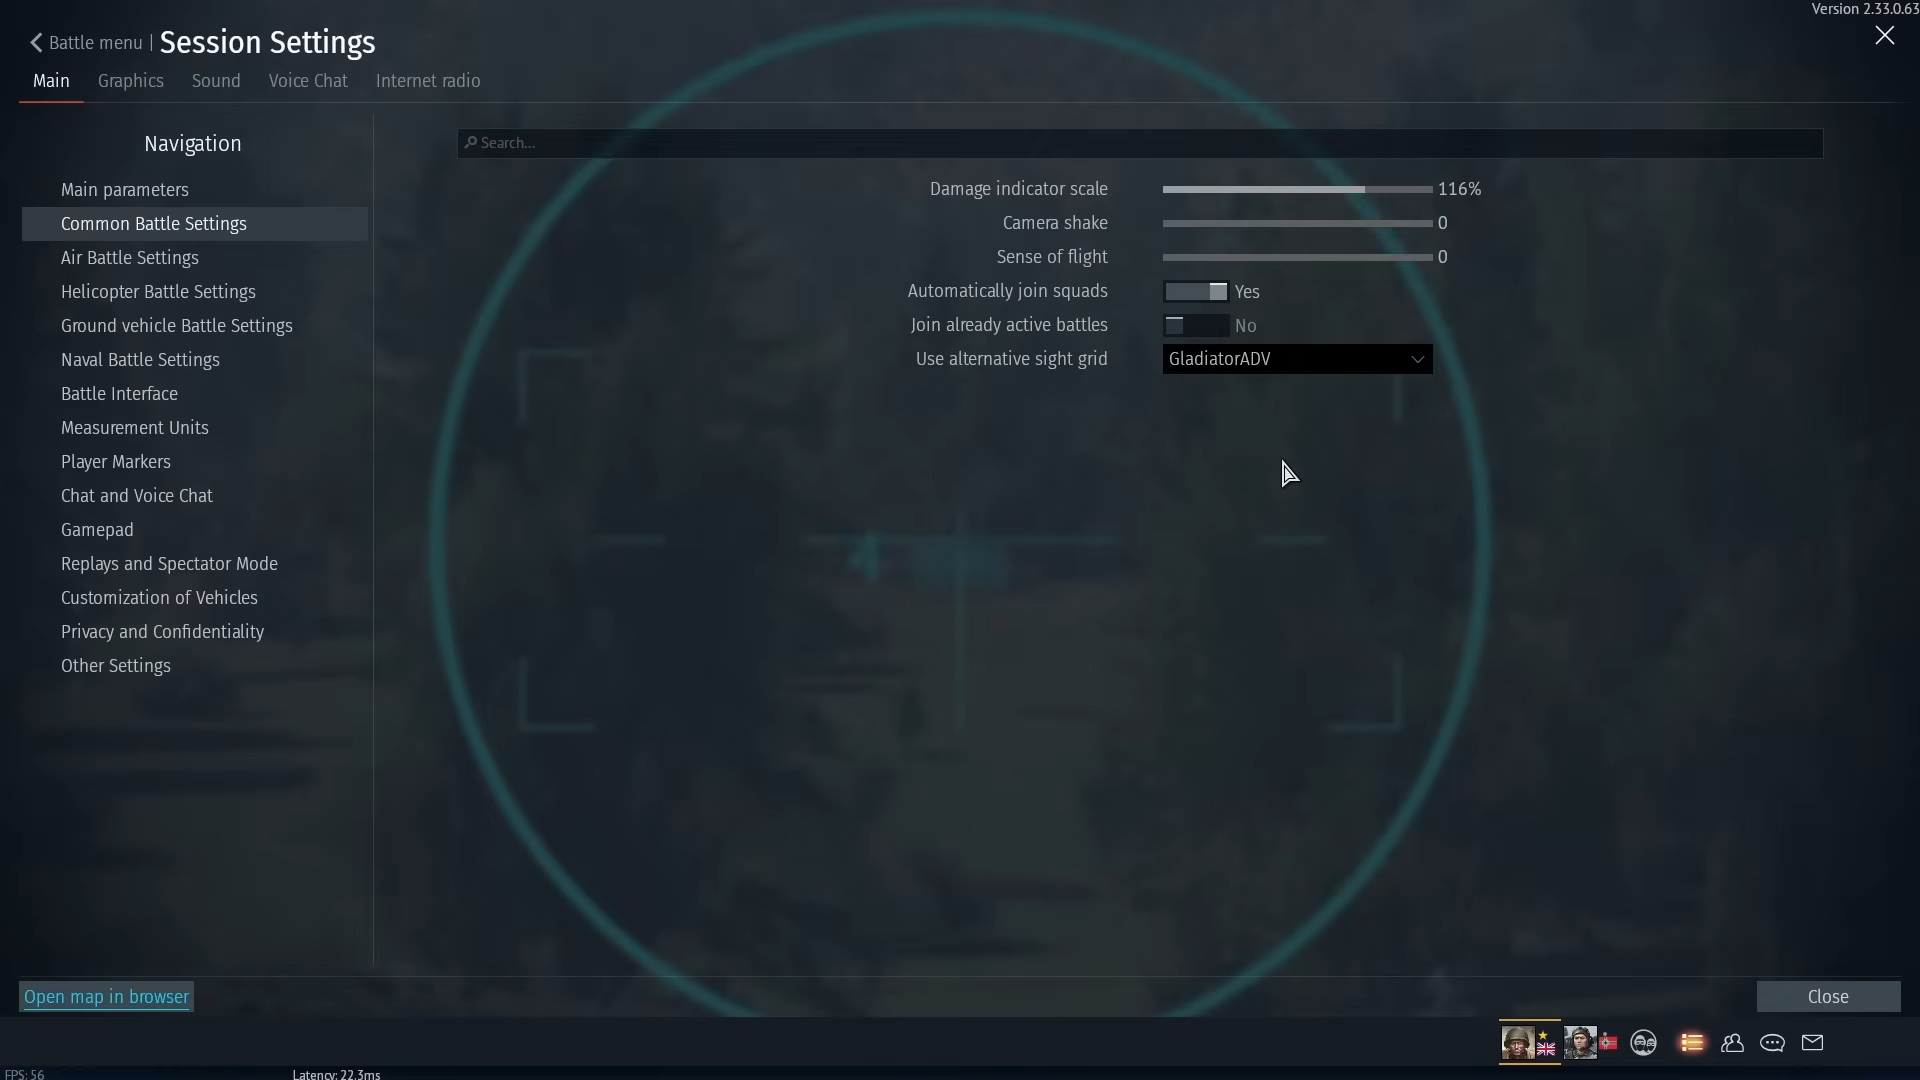 Version 2.33.0.63
Battle menu | Session Settings
Main Graphics Sound Voice Chat Internet radio
Navigation
Search...
Main parameters
Common Battle Settings
Air Battle Settings
Helicopter Battle Settings
Ground vehicle Battle Settings
Naval Battle Settings
Battle Interface
Measurement Units
Player Markers
Chat and Voice Chat
Gamepad
Replays and Spectator Mode
Customization of Vehicles
Privacy and Confidentiality
Other Settings
Damage indicator scale 116%
Camera shake 0
Sense of flight 0
Automatically join squads Yes
Join already active battles No
Use alternative sight grid GladiatorADV
4
Open map in browser
Close
FPS: 56 Latency: 22.3ms